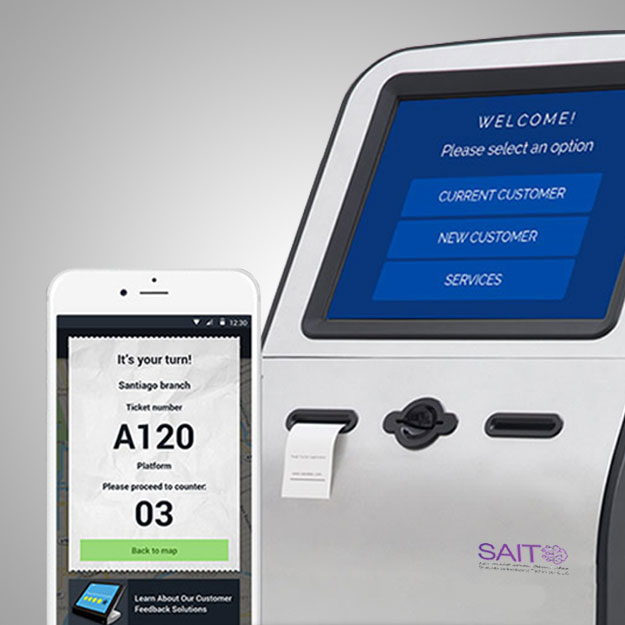 WELCOME!
Please select an option
CURRENT CUSTOMER
NEW CUSTOMER
SERVICES
12:30
It's your turn!
Santiago branch
Ticket number
A120
Platform
Please proceed to counter:
03
Back to map
Learn About Our Customer
Feedback Solutions
SAIT